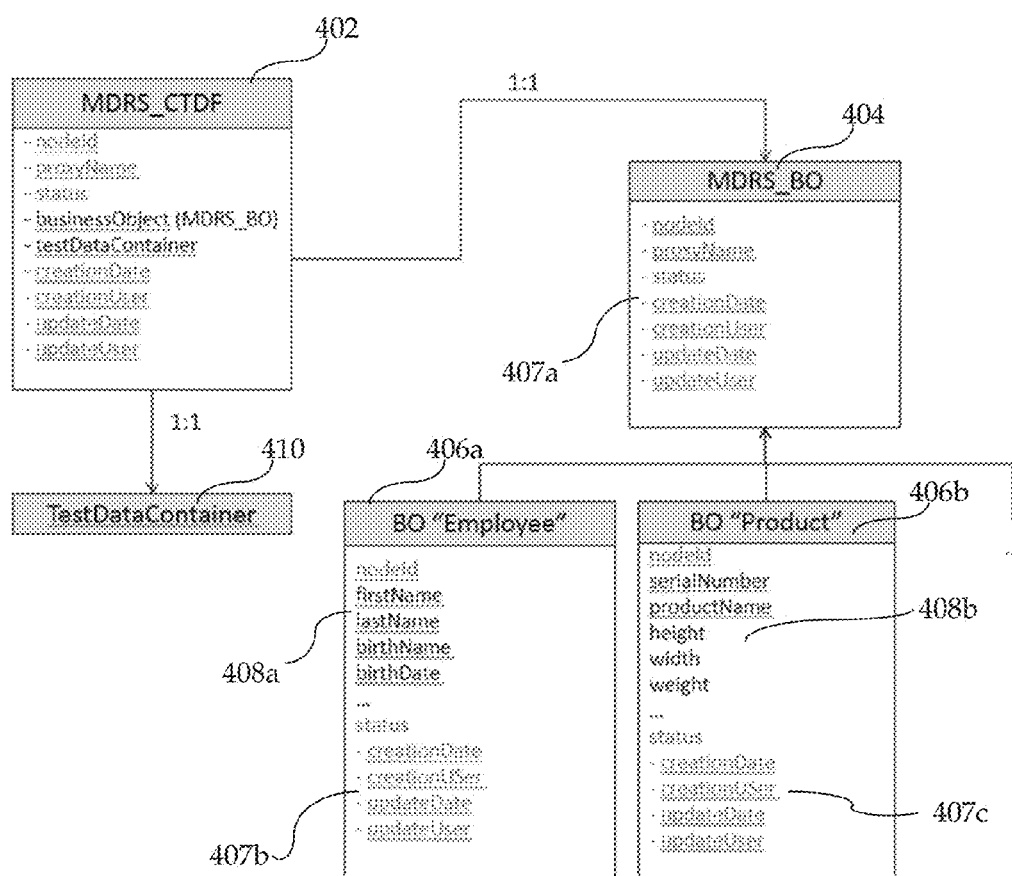 402
MDRS_CTDF
- nodeId
- proxyName
- status
- businessObject (MDRS_BO)
- testDataContainer
- creationDate
- creationUser
- updateDate
- updateUser
1:1
404
MDRS_BO
- nodeId
- proxyName
- status
- creationDate
- creationUser
- updateDate
- updateUser
407a
1:1
410
TestDataContainer
406a
BO "Employee"
nodeId
firstName
lastName
birthName
birthDate
...
status
- creationDate
- creationUSer
- updateDate
- updateUser
408a
407b
406b
BO "Product"
nodeId
serialNumber
productName
height
width
weight
...
status
- creationDate
- creationUSer
- updateDate
- updateUser
408b
407c